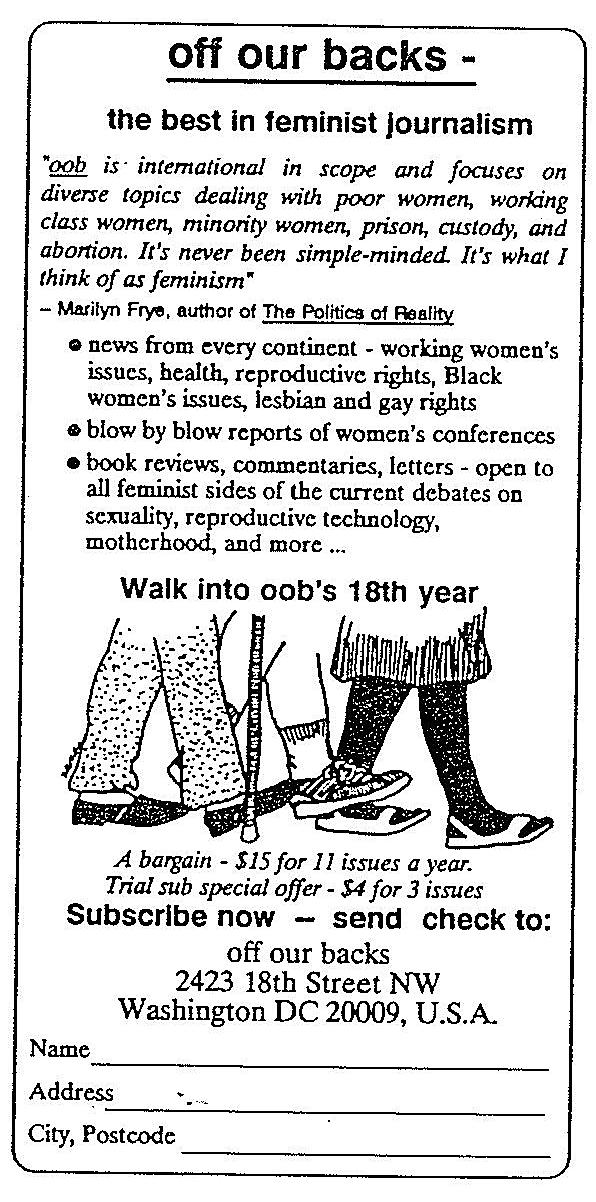 off our backs -
the best in feminist journalism
"oob is international in scope and focuses on
diverse topics dealing with poor women, working
class women, minority women, prison, custody, and
abortion. It's never been simple-minded. It's what I
think of as feminism"
– Marilyn Frye, author of The Politics of Reality
• news from every continent - working women's
issues, health, reproductive rights, Black
women's issues, lesbian and gay rights
• blow by blow reports of women's conferences
• book reviews, commentaries, letters - open to
all feminist sides of the current debates on
sexuality, reproductive technology,
motherhood, and more ...
Walk into oob's 18th year
A bargain - $15 for 11 issues a year.
Trial sub special offer - $4 for 3 issues
Subscribe now – send check to:
off our backs
2423 18th Street NW
Washington DC 20009, U.S.A.
Name
Address
City, Postcode